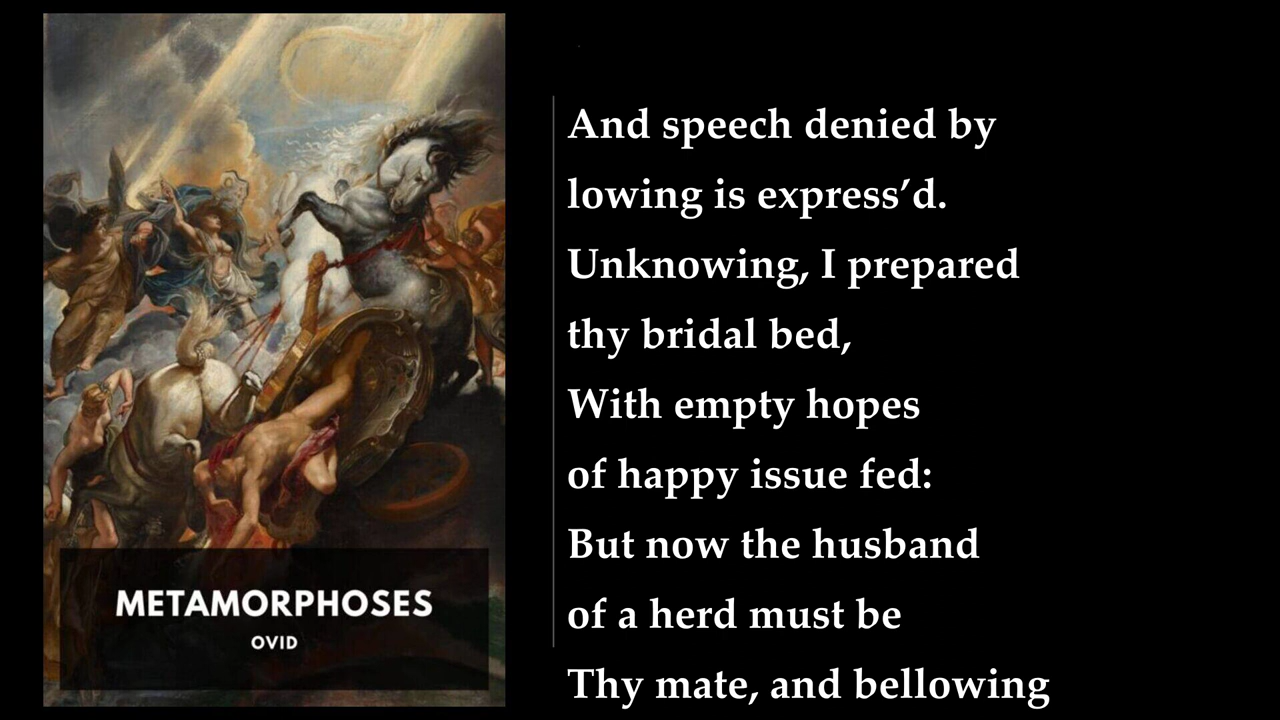 METAMORPHOSES
OVID
And speech denied by
lowing is express’d.
Unknowing, I prepared
thy bridal bed,
With empty hopes
of happy issue fed:
But now the husband
of a herd must be
Thy mate, and bellowing